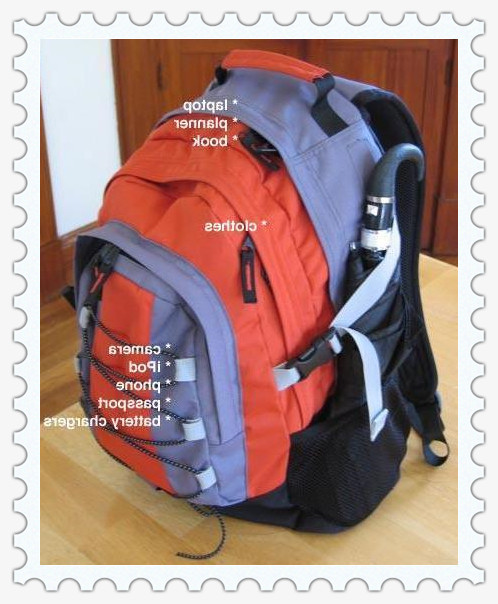 * laptop
* planner
* book
* clothes
* camera
* iPod
* phone
* passport
* battery chargers